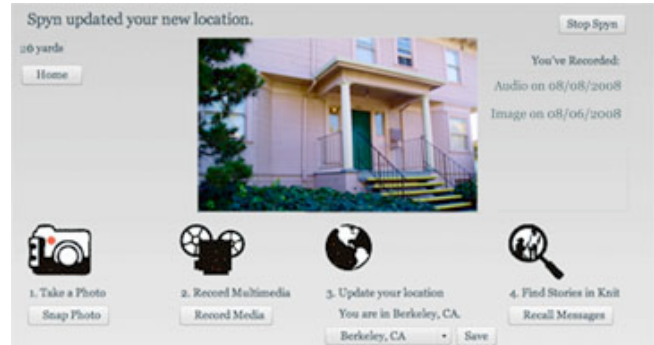 Spyn updated your new location.
Stop Spyn
26 yards
Home
You've Recorded:
Audio on 08/08/2008
Image on 08/06/2008
1. Take a Photo
Snap Photo
2. Record Multimedia
Record Media
3. Update your location
You are in Berkeley, CA.
Berkeley, CA
Save
4. Find Stories in Knit
Recall Messages